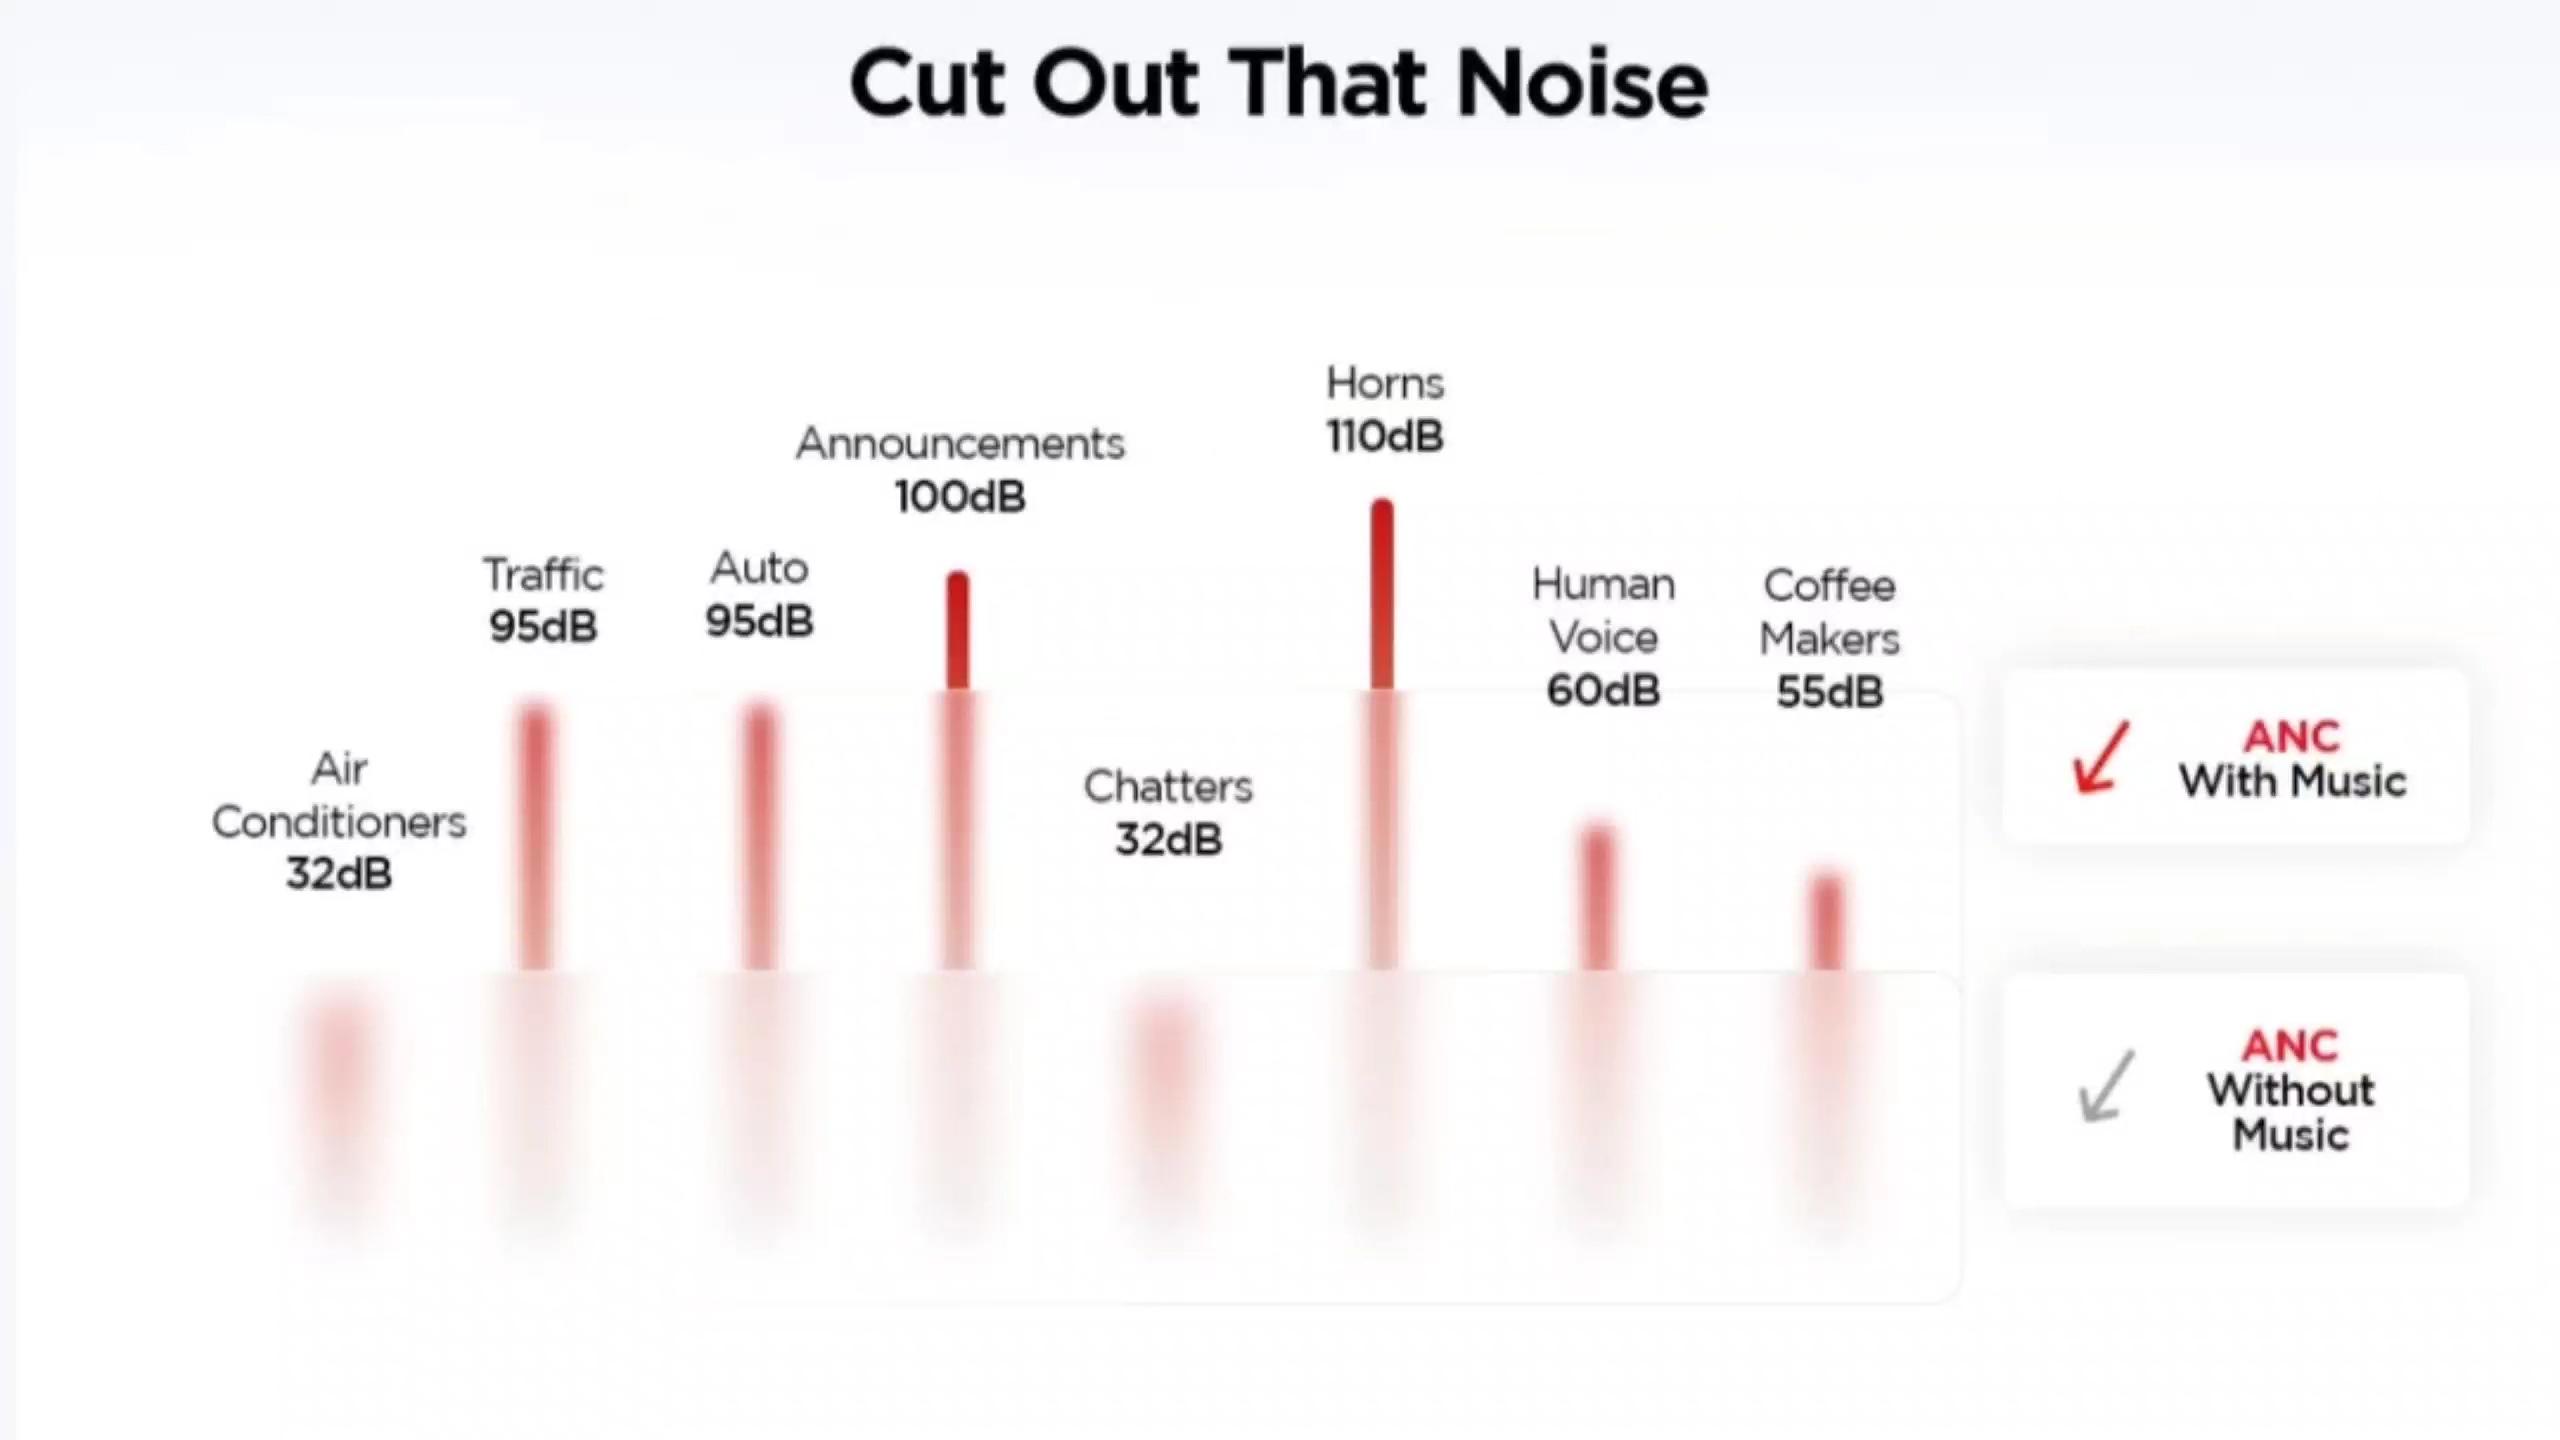 Cut Out That Noise
Air
Conditioners
32dB
Traffic
95dB
Auto
95dB
Announcements
100dB
Chatters
32dB
Horns
110dB
Human
Voice
60dB
Coffee
Makers
55dB
ANC
With Music
ANC
Without
Music